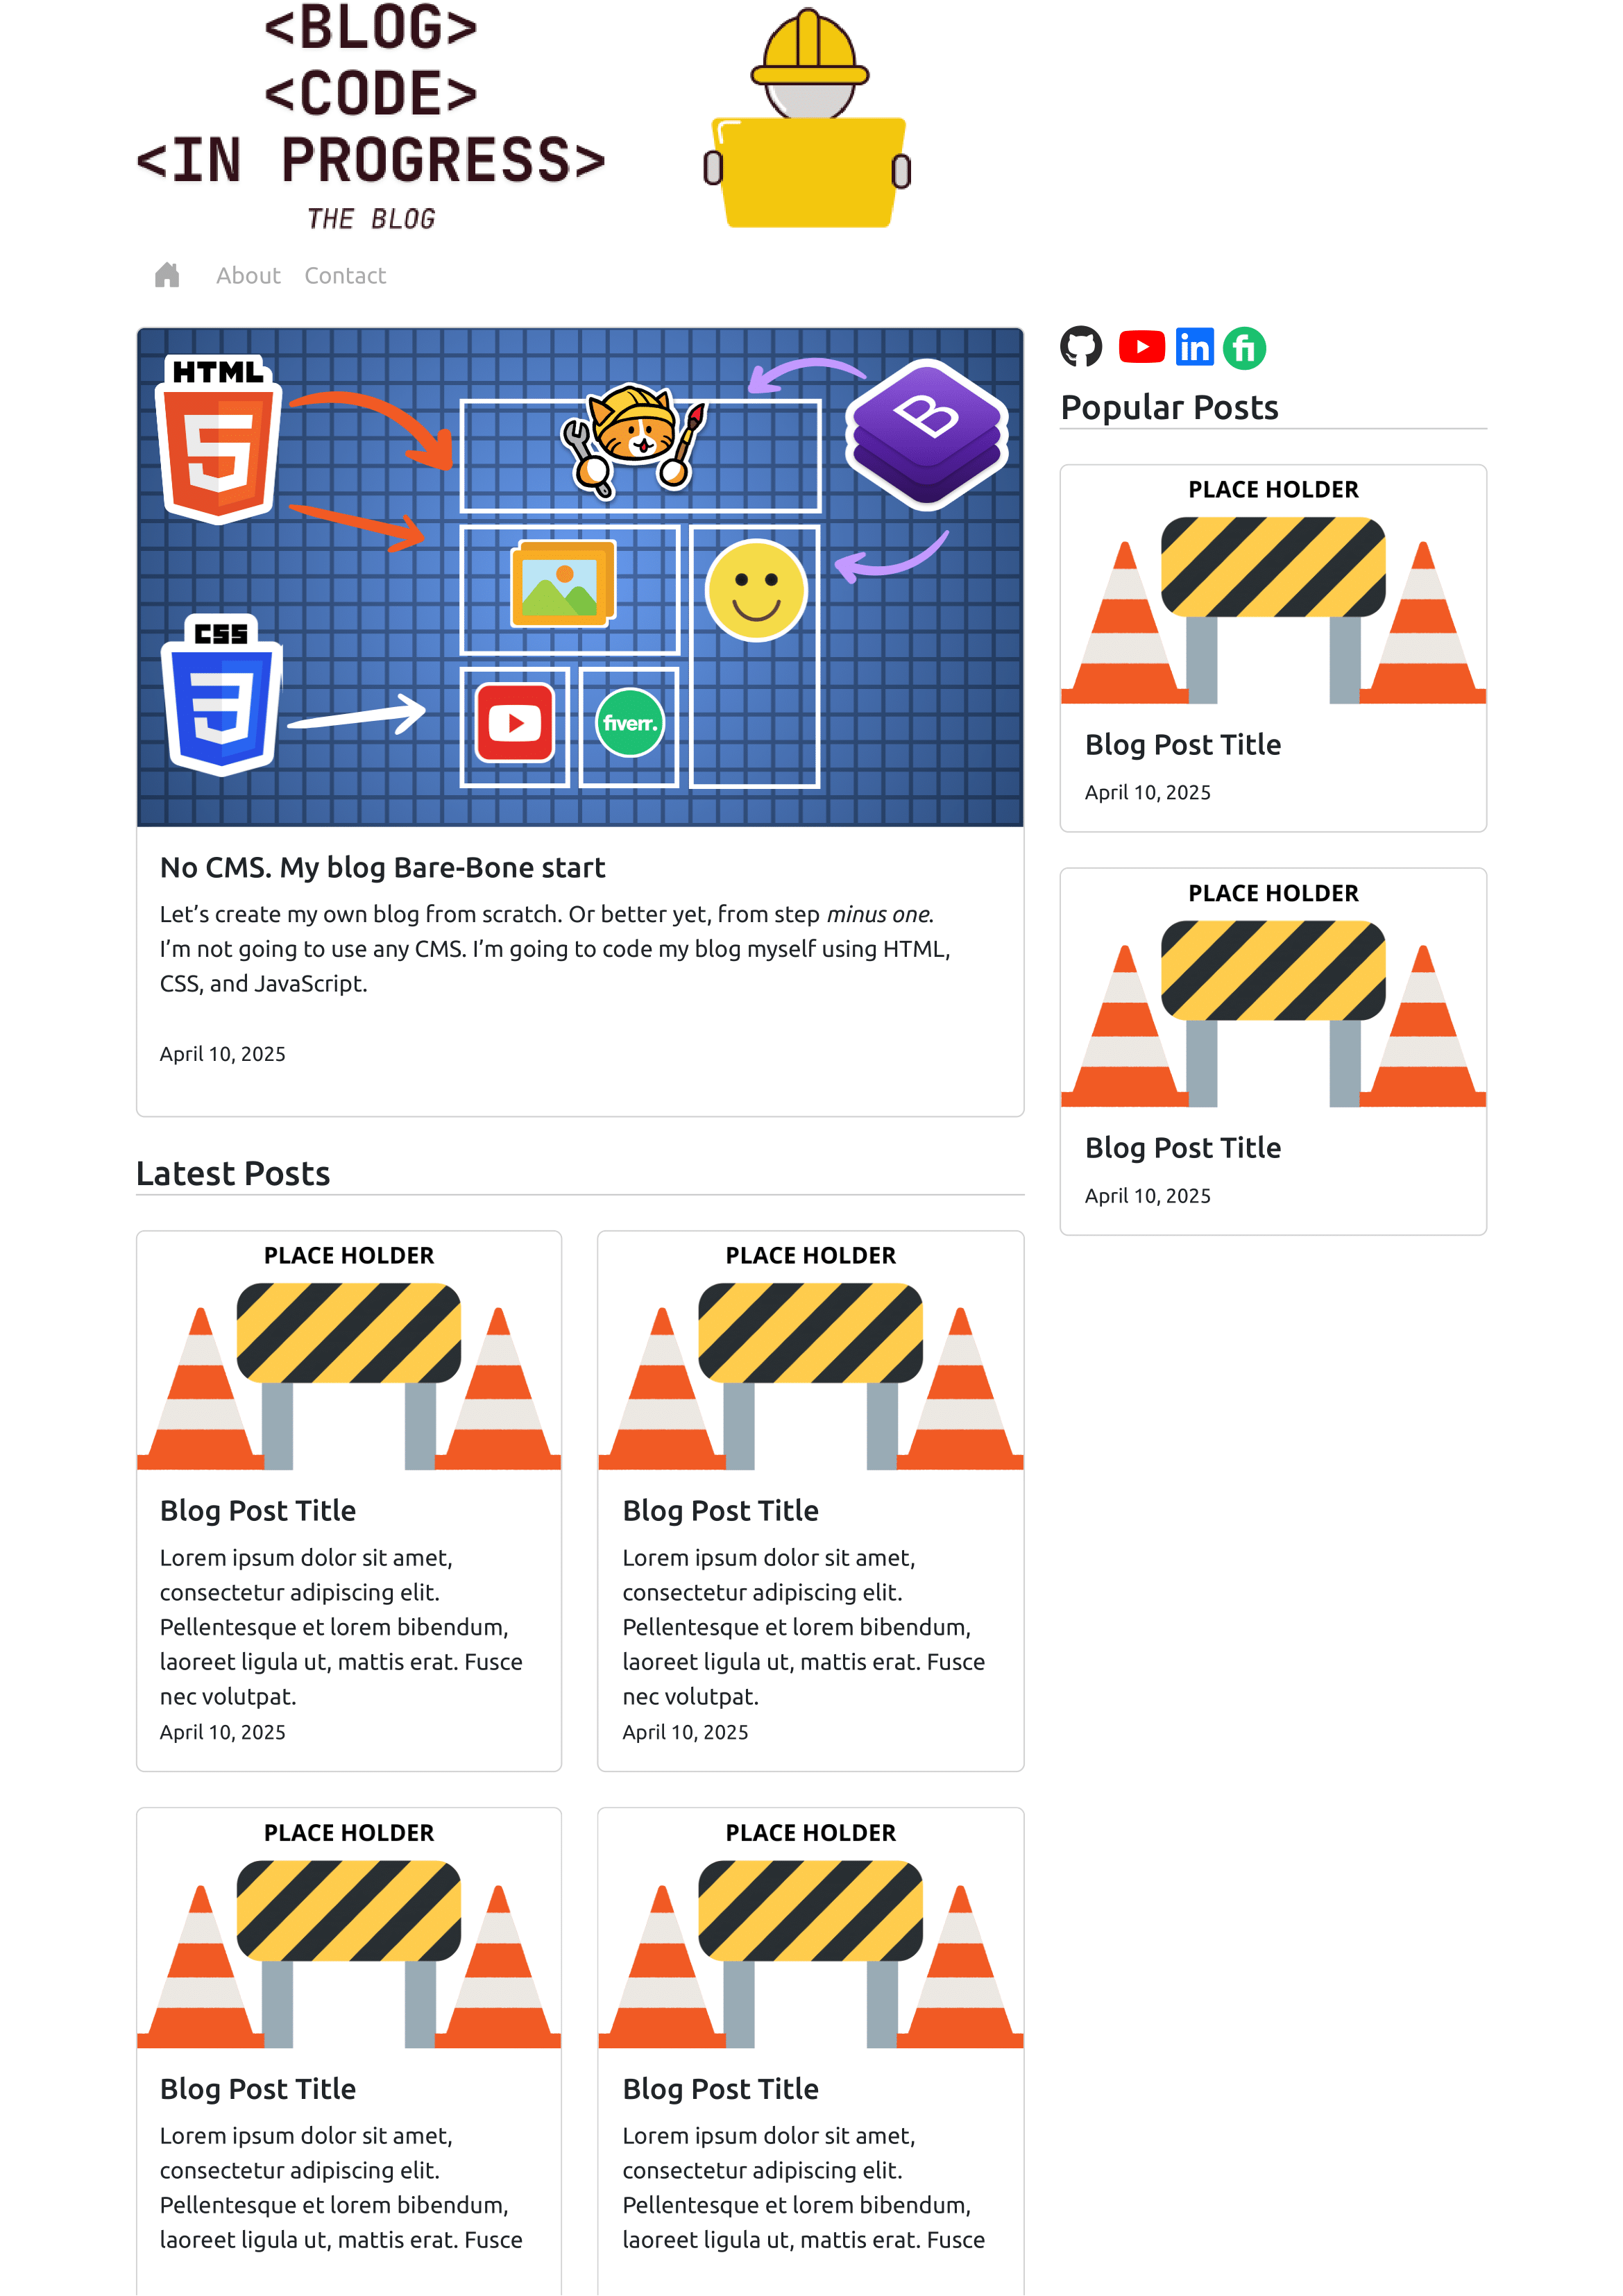 <BLOG>
<CODE>
<IN PROGRESS>
THE BLOG
About Contact
HTML
5
B
CSS
3
fiverr.
No CMS. My blog Bare-Bone start
Let’s create my own blog from scratch. Or better yet, from step minus one.
I’m not going to use any CMS. I’m going to code my blog myself using HTML,
CSS, and JavaScript.
April 10, 2025
Latest Posts
PLACE HOLDER
Blog Post Title
Lorem ipsum dolor sit amet,
consectetur adipiscing elit.
Pellentesque et lorem bibendum,
laoreet ligula ut, mattis erat. Fusce
nec volutpat.
April 10, 2025
PLACE HOLDER
Blog Post Title
Lorem ipsum dolor sit amet,
consectetur adipiscing elit.
Pellentesque et lorem bibendum,
laoreet ligula ut, mattis erat. Fusce
nec volutpat.
April 10, 2025
PLACE HOLDER
Blog Post Title
Lorem ipsum dolor sit amet,
consectetur adipiscing elit.
Pellentesque et lorem bibendum,
laoreet ligula ut, mattis erat. Fusce
PLACE HOLDER
Blog Post Title
Lorem ipsum dolor sit amet,
consectetur adipiscing elit.
Pellentesque et lorem bibendum,
laoreet ligula ut, mattis erat. Fusce
in fi
Popular Posts
PLACE HOLDER
Blog Post Title
April 10, 2025
PLACE HOLDER
Blog Post Title
April 10, 2025